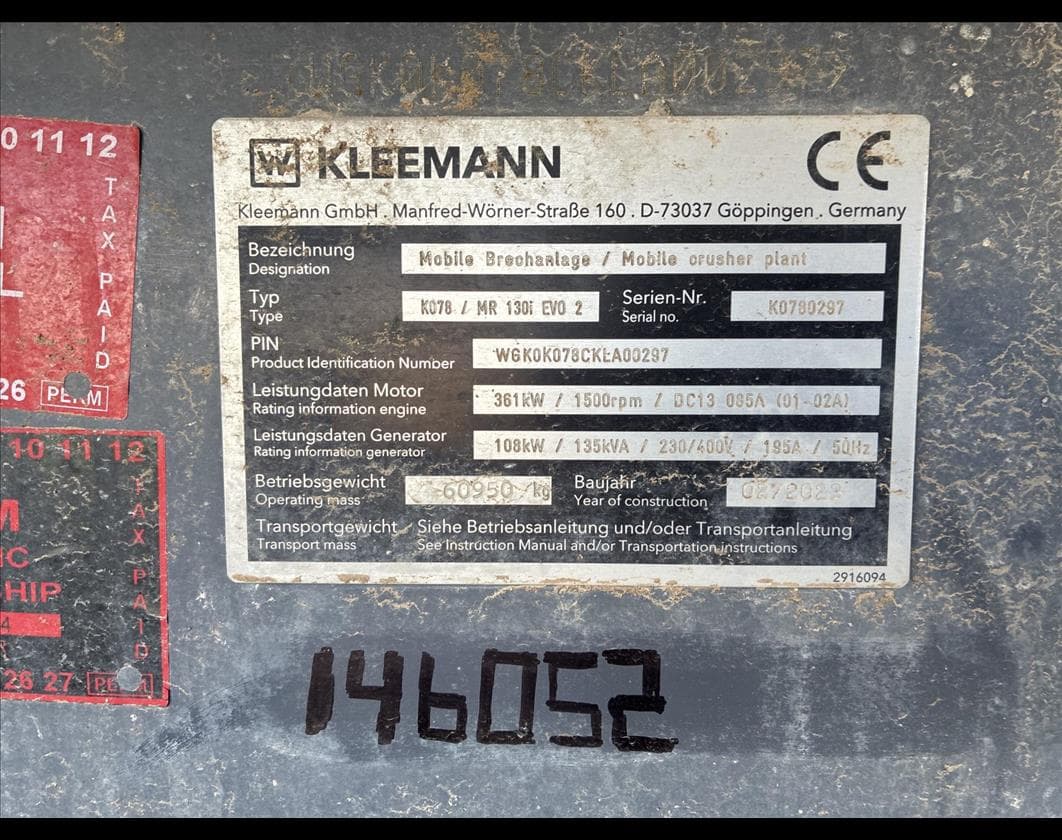 W KLEEMANN CE
Kleemann GmbH . Manfred-Wörner-Straße 160 . D-73037 Göppingen . Germany
Bezeichnung
Designation
Mobile Brechanlage / Mobile crusher plant
Typ
Type
K078 / MR 130i EVO 2
Serien-Nr.
Serial no.
K0780297
PIN
Product Identification Number
WGK0K078CKLA00297
Leistungdaten Motor
Rating information engine
361kW / 1500rpm / DC13 085A (01-02A)
Leistungsdaten Generator
Rating information generator
108kW / 135kVA / 230/400V / 195A / 50Hz
Betriebsgewicht
Operating mass
~60950 /kg
Baujahr
Year of construction
02/2022
Transportgewicht
Transport mass
Siehe Betriebsanleitung und/oder Transportanleitung
See Instruction Manual and/or Transportation instructions
2916094
146052
0 11 12
TAX PAID
26 PERM
10 11 12
TAX PAID
M
IC
HIP
4
26 27 PERM